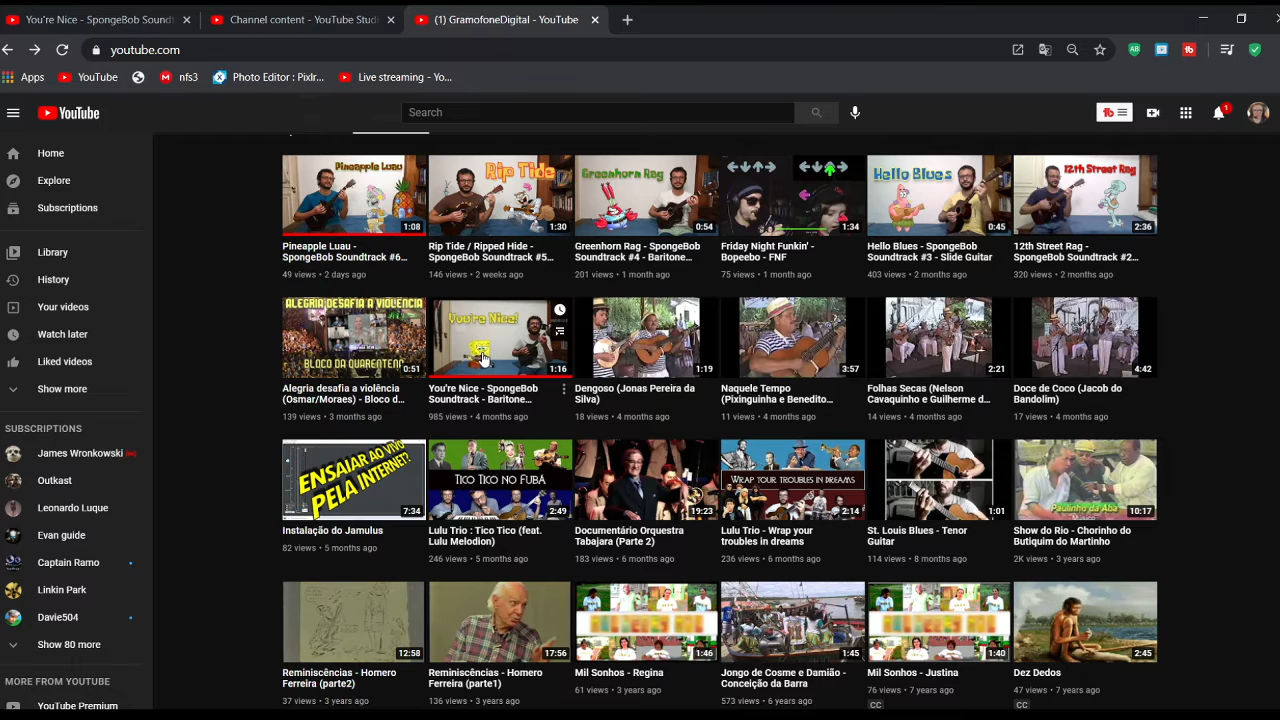 You're Nice - SpongeBob Sound
Channel content - YouTube Stud
(1) GramofoneDigital - YouTube
youtube.com
Apps
YouTube
nfs3
Photo Editor : Pixlr...
Live streaming - Yo...
YouTube
Search
1
Home
Explore
Subscriptions
Library
History
Your videos
Watch later
Liked videos
Show more
SUBSCRIPTIONS
James Wronkowski
Outkast
Leonardo Luque
Evan guide
Captain Ramo
Linkin Park
Davie504
Show 80 more
MORE FROM YOUTUBE
YouTube Premium
Pineapple Luau
1:08
Pineapple Luau -
SpongeBob Soundtrack #6...
49 views • 2 days ago
Rip Tide
1:30
Rip Tide / Ripped Hide -
SpongeBob Soundtrack #5...
146 views • 2 weeks ago
Greenhorn Rag
0:54
Greenhorn Rag - SpongeBob
Soundtrack #4 - Baritone...
201 views • 1 month ago
1:34
Friday Night Funkin' -
Bopeebo - FNF
75 views • 1 month ago
Hello Blues
0:45
Hello Blues - SpongeBob
Soundtrack #3 - Slide Guitar
403 views • 2 months ago
12th Street Rag
2:36
12th Street Rag -
SpongeBob Soundtrack #2...
320 views • 2 months ago
ALEGRIA DESAFIA A VIOLÊNCIA
BLOCO DA QUARENTENA
0:51
Alegria desafia a violência
(Osmar/Moraes) - Bloco d...
139 views • 3 months ago
You're Nice!
1:16
You're Nice - SpongeBob
Soundtrack - Baritone...
985 views • 4 months ago
1:19
Dengoso (Jonas Pereira da
Silva)
18 views • 4 months ago
3:57
Naquele Tempo
(Pixinguinha e Benedito...
11 views • 4 months ago
2:21
Folhas Secas (Nelson
Cavaquinho e Guilherme d...
14 views • 4 months ago
4:42
Doce de Coco (Jacob do
Bandolim)
17 views • 4 months ago
ENSAIAR AO VIVO
PELA INTERNET?
7:34
Instalação do Jamulus
82 views • 5 months ago
TICO TICO NO FUBÁ
2:49
Lulu Trio : Tico Tico (feat.
Lulu Melodion)
246 views • 5 months ago
19:23
Documentário Orquestra
Tabajara (Parte 2)
183 views • 6 months ago
WRAP YOUR TROUBLES IN DREAMS
2:14
Lulu Trio - Wrap your
troubles in dreams
236 views • 6 months ago
1:01
St. Louis Blues - Tenor
Guitar
114 views • 8 months ago
Paulinho da Aba
10:17
Show do Rio - Chorinho do
Butiquim do Martinho
2K views • 3 years ago
12:58
Reminiscências - Homero
Ferreira (parte2)
37 views • 3 years ago
17:56
Reminiscências - Homero
Ferreira (parte1)
136 views • 3 years ago
1:46
Mil Sonhos - Regina
61 views • 3 years ago
1:45
Jongo de Cosme e Damião -
Conceição da Barra
573 views • 6 years ago
1:40
Mil Sonhos - Justina
76 views • 7 years ago
CC
2:45
Dez Dedos
47 views • 7 years ago
CC